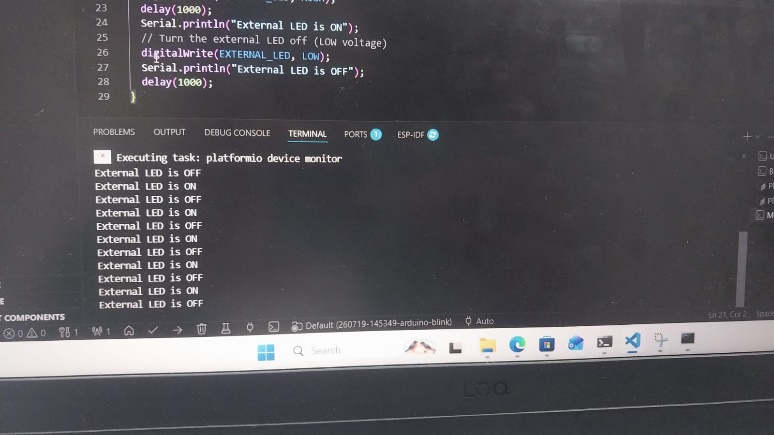 23 delay(1000);
24 Serial.println("External LED is ON");
25 // Turn the external LED off (LOW voltage)
26 digitalWrite(EXTERNAL_LED, LOW);
27 Serial.println("External LED is OFF");
28 delay(1000);
29 }
PROBLEMS OUTPUT DEBUG CONSOLE TERMINAL PORTS 1 ESP-IDF
* Executing task: platformio device monitor
External LED is OFF
External LED is ON
External LED is OFF
External LED is ON
External LED is OFF
External LED is ON
External LED is OFF
External LED is ON
External LED is OFF
External LED is ON
External LED is OFF
COMPONENTS
0 0 1 1 Default (260719-145349-arduino-blink) Auto
Ln 27, Col 2
Search
LOQ